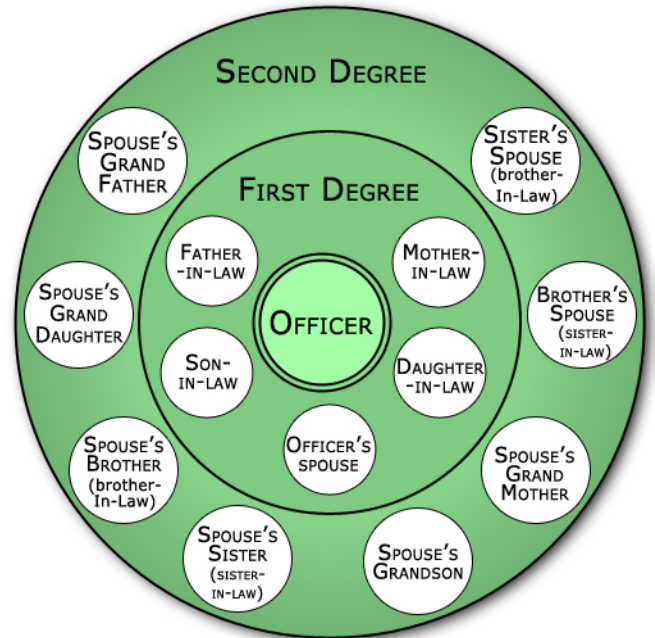 SECOND DEGREE
SPOUSE'S
GRAND
FATHER
SISTER'S
SPOUSE
(brother-
In-Law)
FIRST DEGREE
FATHER
-IN-LAW
MOTHER-
IN-LAW
SPOUSE'S
GRAND
DAUGHTER
OFFICER
BROTHER'S
SPOUSE
(SISTER-
IN-LAW)
SON-
IN-LAW
DAUGHTER
-IN-LAW
SPOUSE'S
BROTHER
(brother-
In-Law)
OFFICER'S
SPOUSE
SPOUSE'S
GRAND
MOTHER
SPOUSE'S
SISTER
(SISTER-
IN-LAW)
SPOUSE'S
GRANDSON